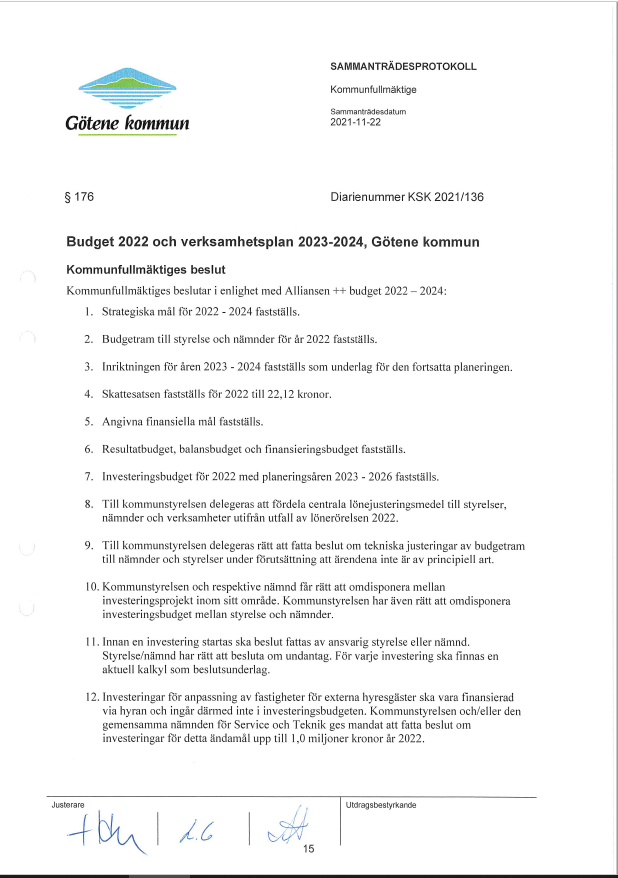 SAMMANTRÄDESPROTOKOLL
Kommunfullmäktige
Sammanträdesdatum
2021-11-22
Götene kommun
§ 176
Diarienummer KSK 2021/136
Budget 2022 och verksamhetsplan 2023-2024, Götene kommun
Kommunfullmäktiges beslut
Kommunfullmäktiges beslutar i enlighet med Alliansen ++ budget 2022 – 2024:
1. Strategiska mål för 2022 - 2024 fastställs.
2. Budgetram till styrelse och nämnder för år 2022 fastställs.
3. Inriktningen för åren 2023 - 2024 fastställs som underlag för den fortsatta planeringen.
4. Skattesatsen fastställs för 2022 till 22,12 kronor.
5. Angivna finansiella mål fastställs.
6. Resultatbudget, balansbudget och finansieringsbudget fastställs.
7. Investeringsbudget för 2022 med planeringsåren 2023 - 2026 fastställs.
8. Till kommunstyrelsen delegeras att fördela centrala lönejusteringsmedel till styrelser,
nämnder och verksamheter utifrån utfall av lönerörelsen 2022.
9. Till kommunstyrelsen delegeras rätt att fatta beslut om tekniska justeringar av budgetram
till nämnder och styrelser under förutsättning att ärendena inte är av principiell art.
10. Kommunstyrelsen och respektive nämnd får rätt att omdisponera mellan
investeringsprojekt inom sitt område. Kommunstyrelsen har även rätt att omdisponera
investeringsbudget mellan styrelse och nämnder.
11. Innan en investering startas ska beslut fattas av ansvarig styrelse eller nämnd.
Styrelse/nämnd har rätt att besluta om undantag. För varje investering ska finnas en
aktuell kalkyl som beslutsunderlag.
12. Investeringar för anpassning av fastigheter för externa hyresgäster ska vara finansierad
via hyran och ingår därmed inte i investeringsbudgeten. Kommunstyrelsen och/eller den
gemensamma nämnden för Service och Teknik ges mandat att fatta beslut om
investeringar för detta ändamål upp till 1,0 miljoner kronor år 2022.
Justerare
Utdragsbestyrkande
15